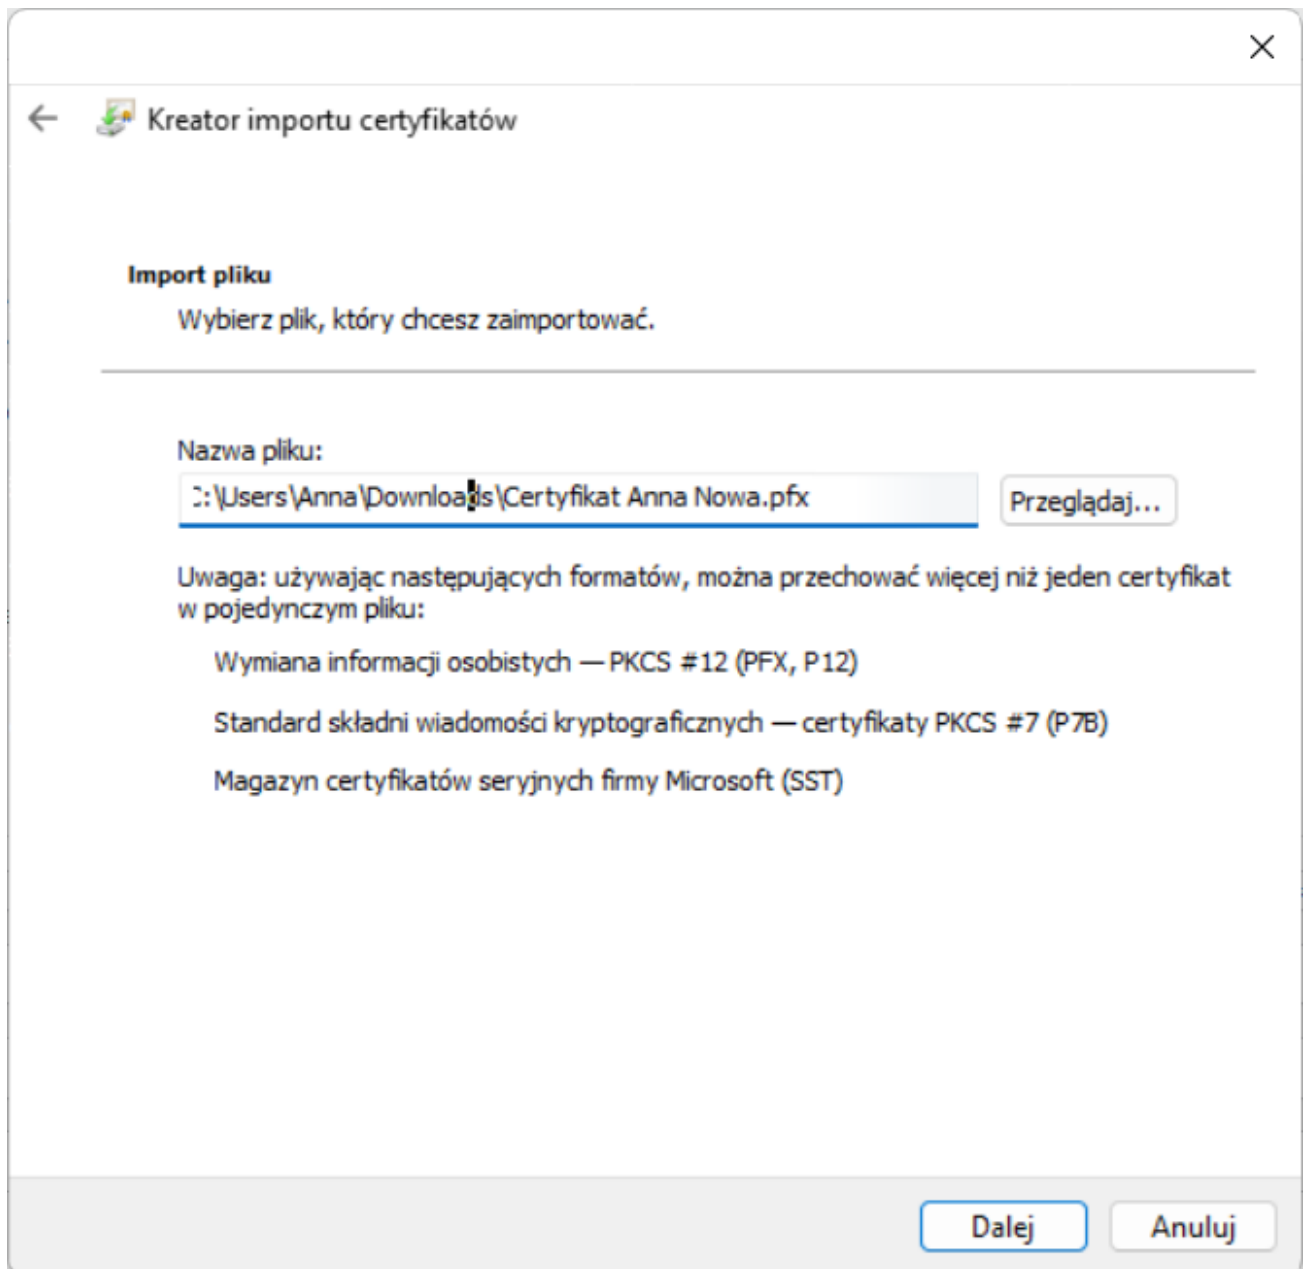 Kreator importu certyfikatów
Import pliku
Wybierz plik, który chcesz zaimportować.
Nazwa pliku:
C:\Users\Anna\Downloads\Certyfikat Anna Nowa.pfx
Przeglądaj...
Uwaga: używając następujących formatów, można przechować więcej niż jeden certyfikat
w pojedynczym pliku:
Wymiana informacji osobistych — PKCS #12 (PFX, P12)
Standard składni wiadomości kryptograficznych — certyfikaty PKCS #7 (P7B)
Magazyn certyfikatów seryjnych firmy Microsoft (SST)
Dalej
Anuluj